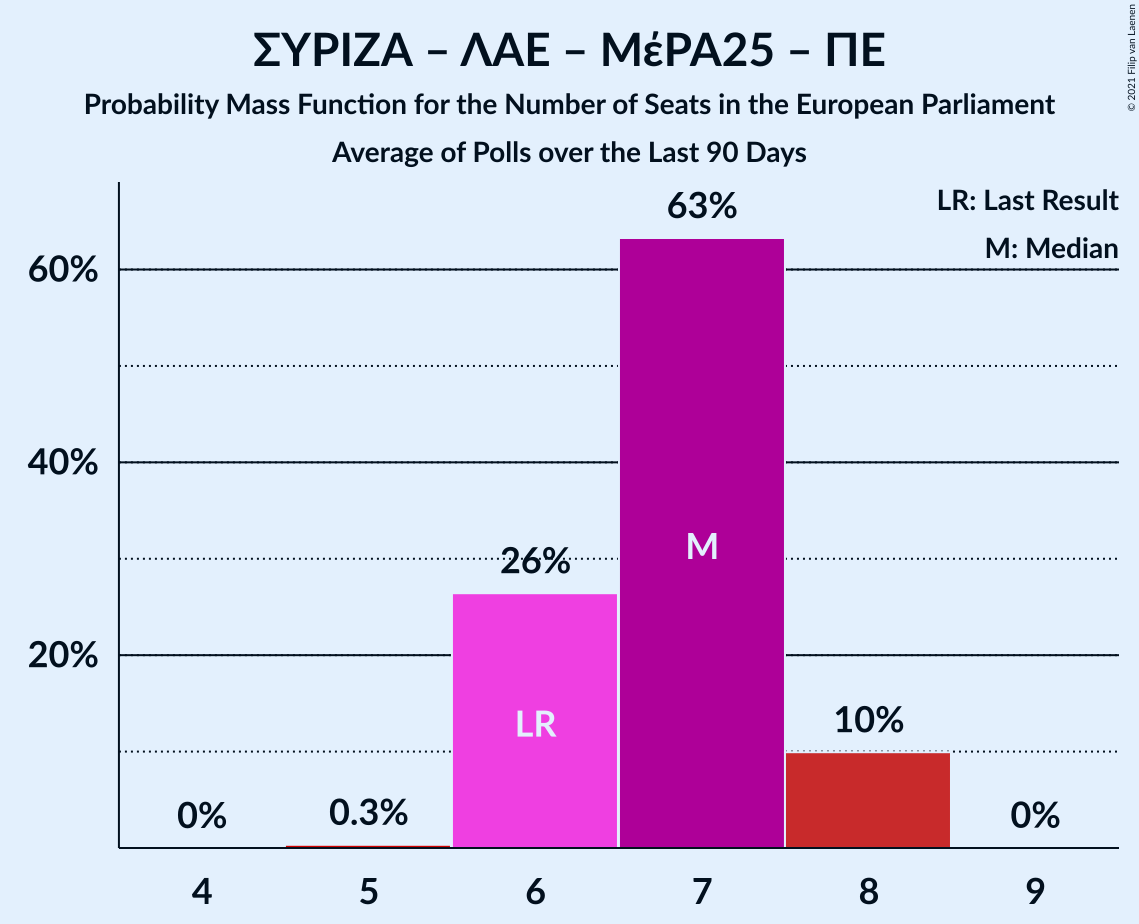 ΣΥΡΙΖΑ – ΛΑΕ – ΜέΡΑ25 – ΠΕ
Probability Mass Function for the Number of Seats in the European Parliament
Average of Polls over the Last 90 Days
© 2021 Filip van Laenen
LR: Last Result
M: Median
63%
60%
40%
26%
M
20%
LR
10%
0%
0.3%
0%
4 5 6 7 8 9